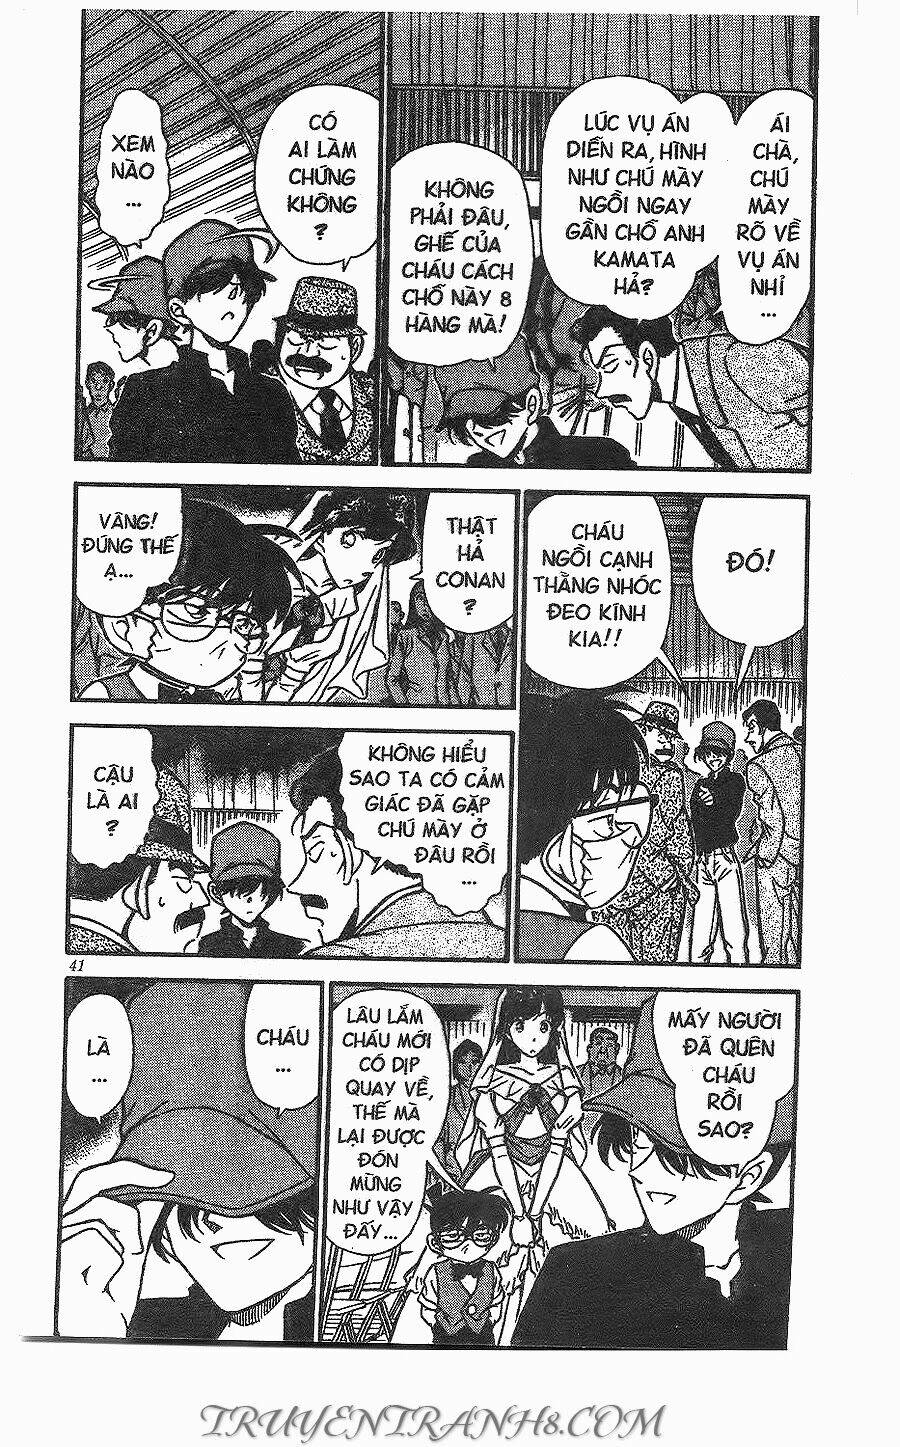 ÁI
CHÀ,
CHÚ
MÀY
RÕ VỀ
VỤ ÁN
NHỈ
...
LÚC VỤ ÁN
DIỄN RA, HÌNH
NHƯ CHÚ MÀY
NGỒI NGAY
GẦN CHỖ ANH
KAMATA
HẢ?
KHÔNG
PHẢI ĐÂU,
GHẾ CỦA
CHÁU CÁCH
CHỖ NÀY 8
HÀNG MÀ!
CÓ
AI LÀM
CHỨNG
KHÔNG
?
XEM
NÀO
...
ĐÓ!
CHÁU
NGỒI CẠNH
THẰNG NHÓC
ĐEO KÍNH
KIA!!
THẬT
HẢ
CONAN
?
VÂNG!
ĐÚNG THẾ
Ạ...
KHÔNG HIỂU
SAO TA CÓ CẢM
GIÁC ĐÃ GẶP
CHÚ MÀY Ở
ĐÂU RỒI
...
CẬU
LÀ AI
?
41
MẤY NGƯỜI
ĐÃ QUÊN
CHÁU
RỒI
SAO?
LÂU LẮM
CHÁU MỚI
CÓ DỊP
QUAY VỀ,
THẾ MÀ
LẠI ĐƯỢC
ĐÓN
MỪNG
NHƯ VẬY
ĐẤY...
CHÁU
...
LÀ
...
TRUYENTRANH8.COM